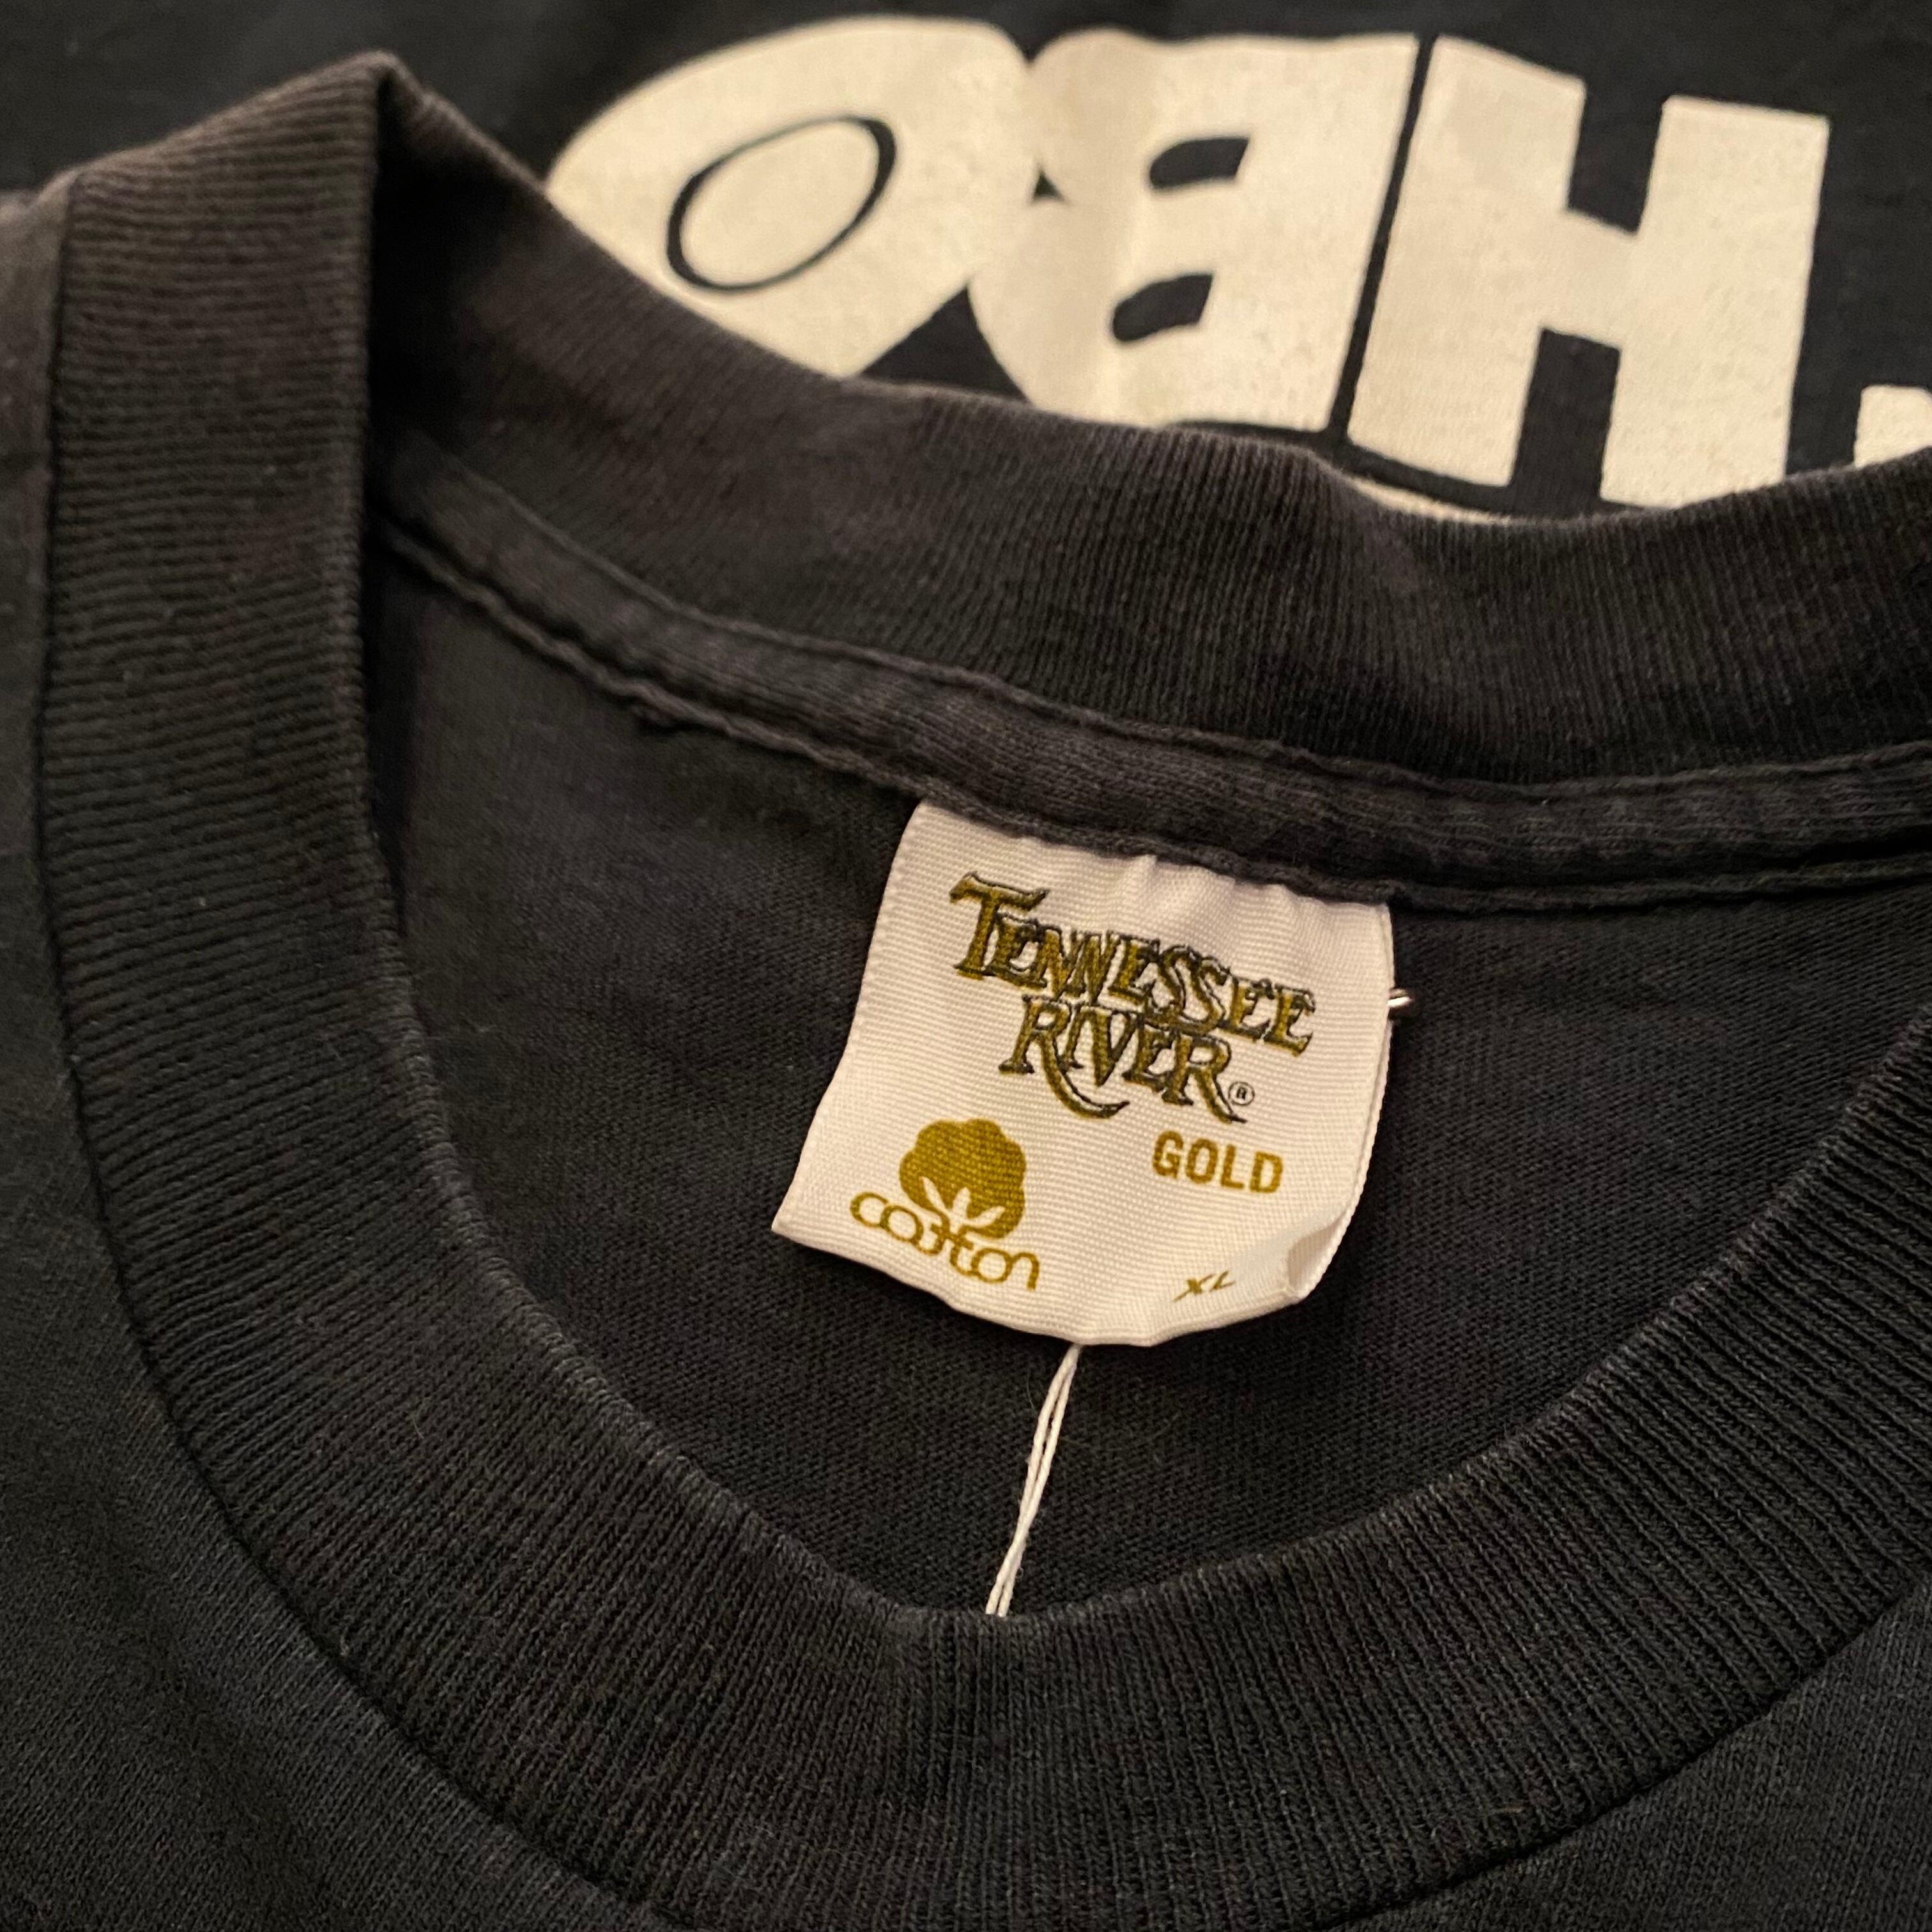 HBO
TENNESSEE
RIVER®
GOLD
cotton
XL